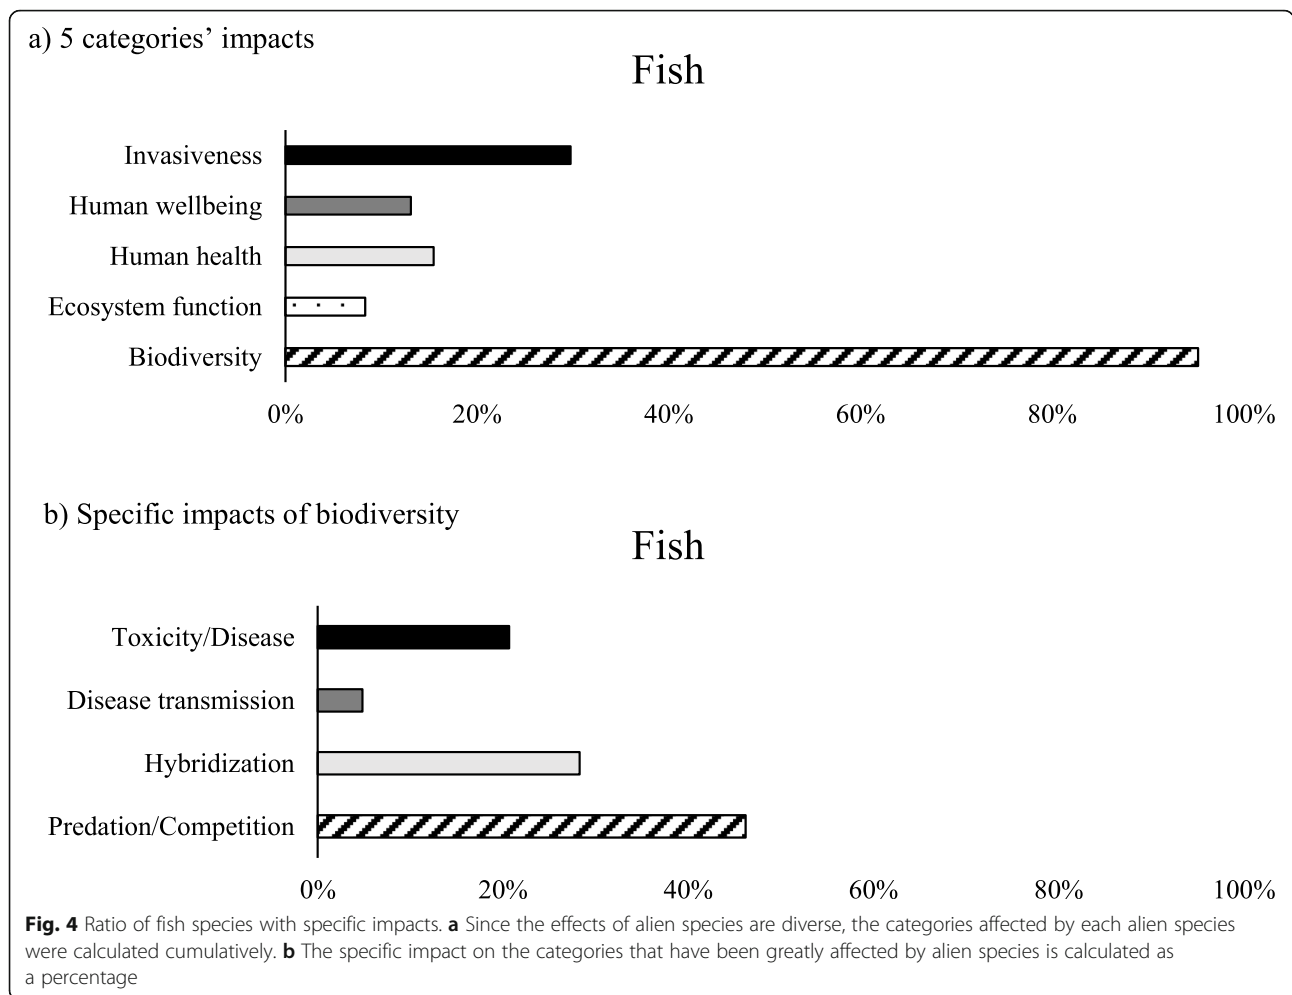 a) 5 categories’ impacts
Fish
Invasiveness
Human wellbeing
Human health
Ecosystem function
Biodiversity
0% 20% 40% 60% 80% 100%
b) Specific impacts of biodiversity
Fish
Toxicity/Disease
Disease transmission
Hybridization
Predation/Competition
0% 20% 40% 60% 80% 100%
Fig. 4 Ratio of fish species with specific impacts. a Since the effects of alien species are diverse, the categories affected by each alien species
were calculated cumulatively. b The specific impact on the categories that have been greatly affected by alien species is calculated as
a percentage